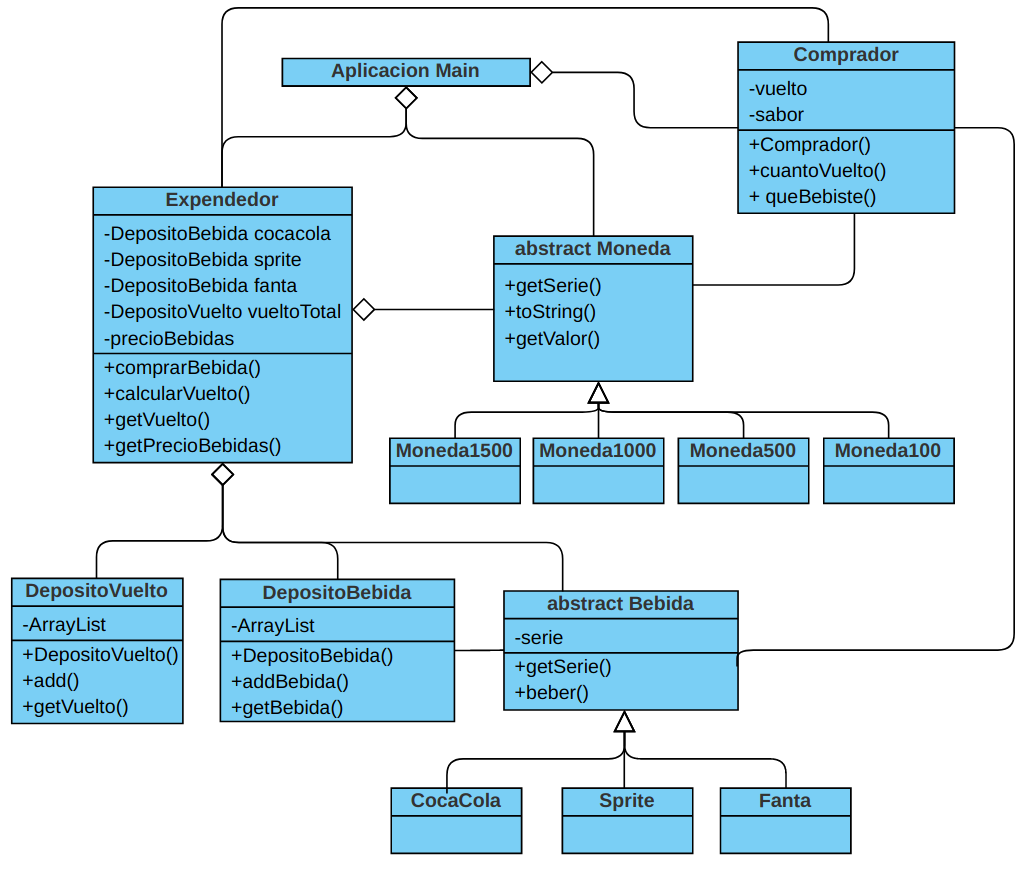 Aplicacion Main
Comprador
-vuelto
-sabor
+Comprador()
+cuantoVuelto()
+ queBebiste()
Expendedor
-DepositoBebida cocacola
-DepositoBebida sprite
-DepositoBebida fanta
-DepositoVuelto vueltoTotal
-precioBebidas
+comprarBebida()
+calcularVuelto()
+getVuelto()
+getPrecioBebidas()
abstract Moneda
+getSerie()
+toString()
+getValor()
Moneda1500
Moneda1000
Moneda500
Moneda100
DepositoVuelto
-ArrayList
+DepositoVuelto()
+add()
+getVuelto()
DepositoBebida
-ArrayList
+DepositoBebida()
+addBebida()
+getBebida()
abstract Bebida
-serie
+getSerie()
+beber()
CocaCola
Sprite
Fanta